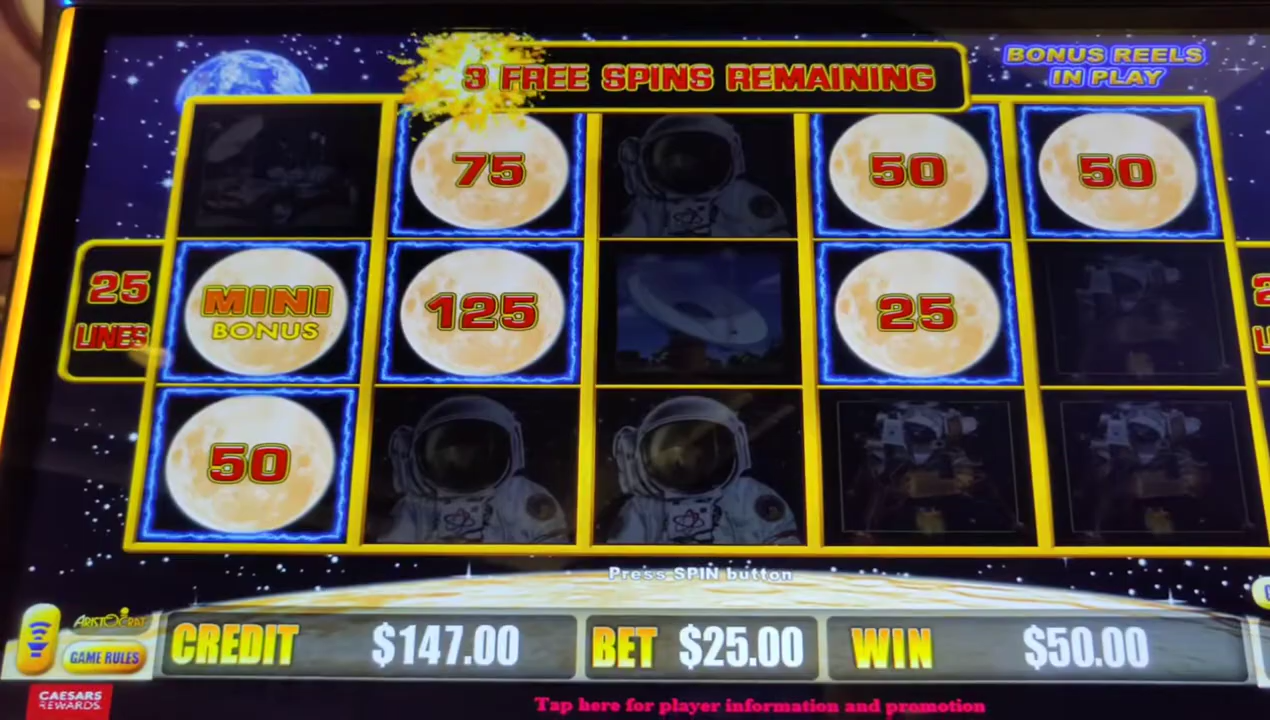 3 FREE SPINS REMAINING
BONUS REELS
IN PLAY
75
50
50
25
LINES
MINI
BONUS
125
25
50
Press SPIN button
ARISTOCRAT
GAME RULES
CREDIT $147.00
BET $25.00
WIN $50.00
CAESARS
REWARDS
Tap here for player information and promotion